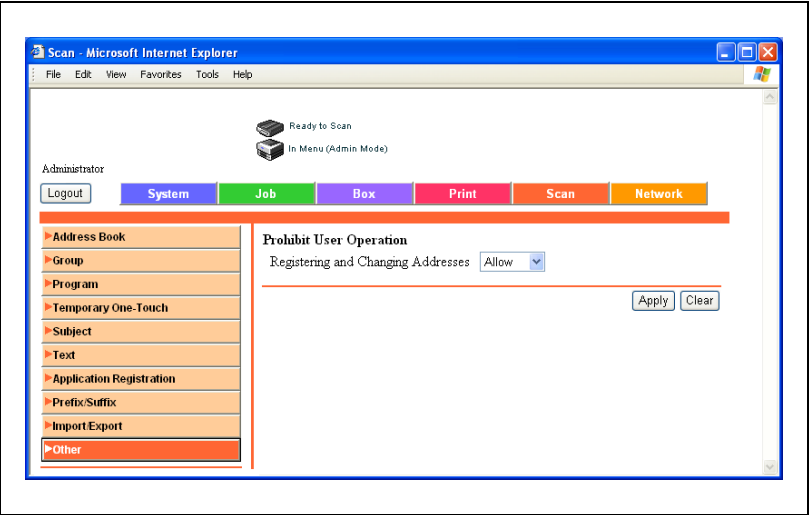 Scan - Microsoft Internet Explorer
File Edit View Favorites Tools Help
Ready to Scan
In Menu (Admin Mode)
Administrator
Logout System Job Box Print Scan Network
Address Book
Group
Program
Temporary One-Touch
Subject
Text
Application Registration
Prefix/Suffix
Import/Export
Other
Prohibit User Operation
Registering and Changing Addresses Allow
Apply Clear